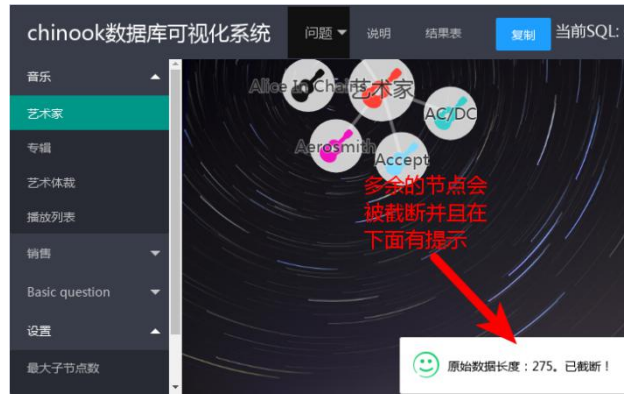 chinook数据库可视化系统
问题
说明
结果表
复制
当前SQL:
音乐
艺术家
专辑
艺术体裁
播放列表
销售
Basic question
设置
最大子节点数
Alice In Chains
艺术家
AC/DC
Aerosmith
Accept
多余的节点会
被截断并且在
下面有提示
原始数据长度：275。已截断！